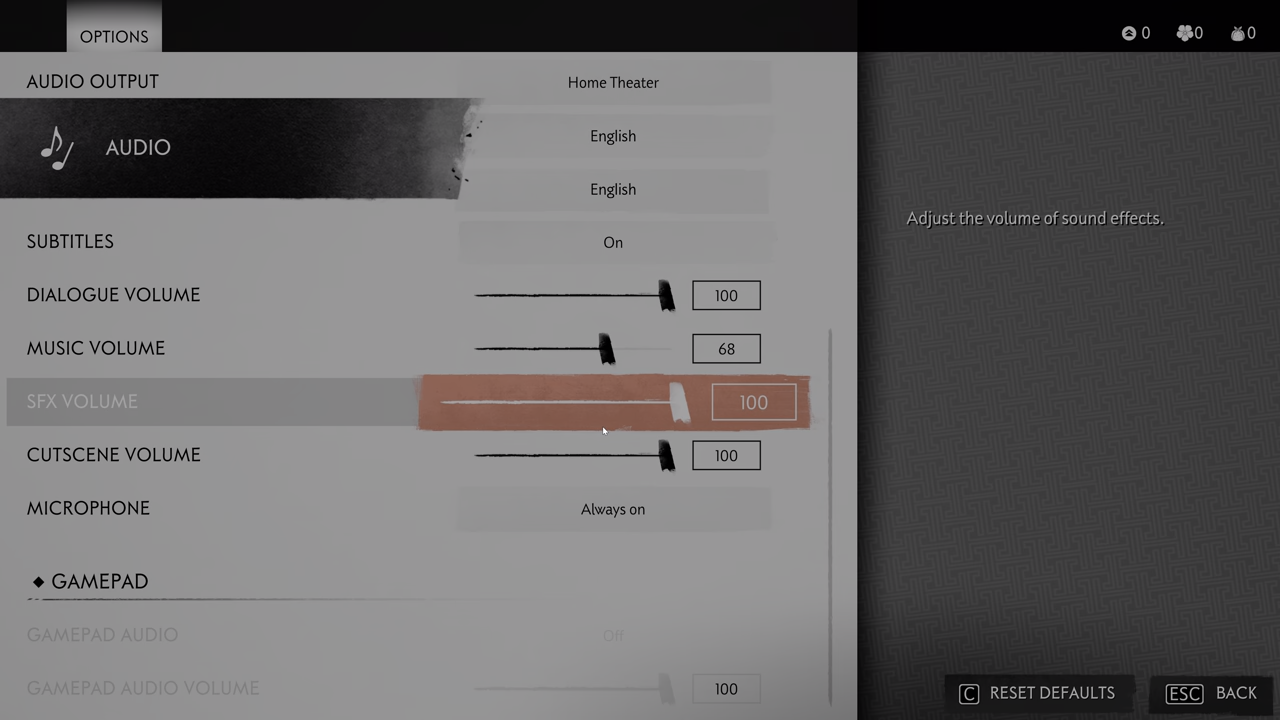 OPTIONS
0 0 0
AUDIO OUTPUT Home Theater
AUDIO
English
English
SUBTITLES On
DIALOGUE VOLUME 100
MUSIC VOLUME 68
SFX VOLUME 100
CUTSCENE VOLUME 100
MICROPHONE Always on
GAMEPAD
GAMEPAD AUDIO Off
GAMEPAD AUDIO VOLUME 100
Adjust the volume of sound effects.
C RESET DEFAULTS ESC BACK